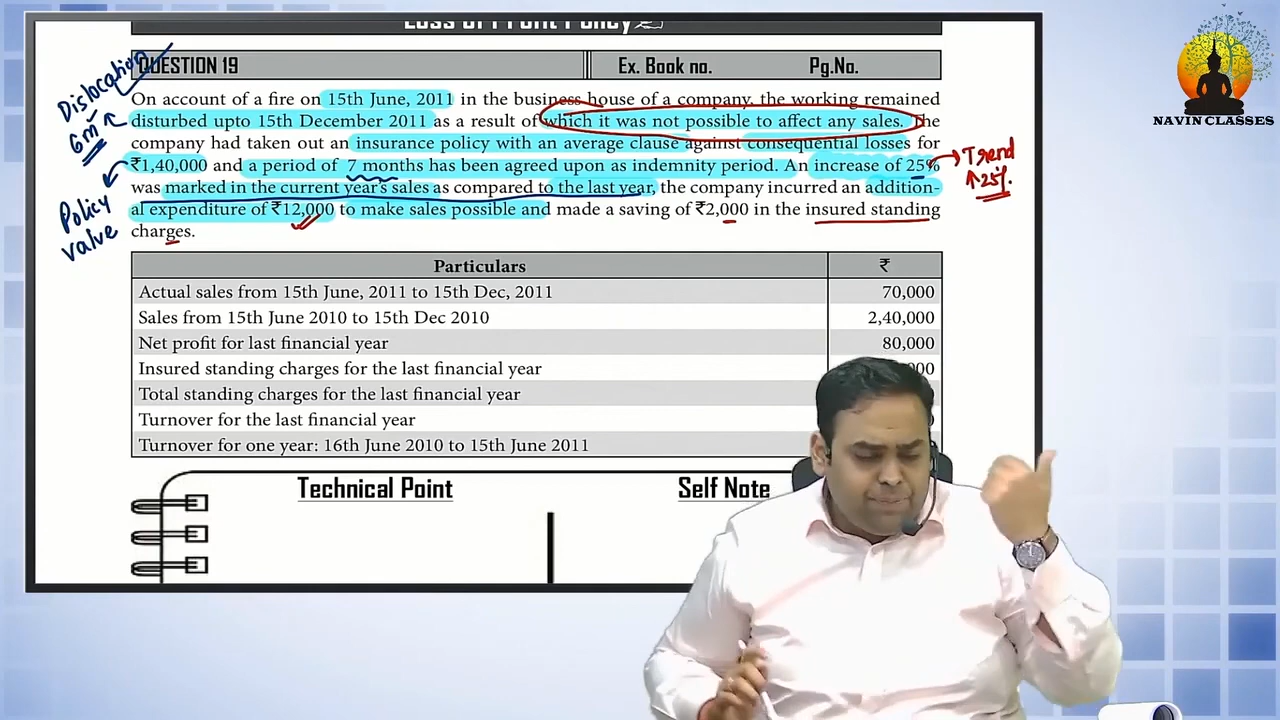 Loss of Profit Policy
QUESTION 19 Ex. Book no. Pg.No.
On account of a fire on 15th June, 2011 in the business house of a company, the working remained
disturbed upto 15th December 2011 as a result of which it was not possible to affect any sales. The
company had taken out an insurance policy with an average clause against consequential losses for
₹1,40,000 and a period of 7 months has been agreed upon as indemnity period. An increase of 25%
was marked in the current year's sales as compared to the last year, the company incurred an addition-
al expenditure of ₹12,000 to make sales possible and made a saving of ₹2,000 in the insured standing
charges.
Dislocation
6m
Policy
valve
Trend
↑25%.
Particulars ₹
Actual sales from 15th June, 2011 to 15th Dec, 2011 70,000
Sales from 15th June 2010 to 15th Dec 2010 2,40,000
Net profit for last financial year 80,000
Insured standing charges for the last financial year
Total standing charges for the last financial year
Turnover for the last financial year
Turnover for one year: 16th June 2010 to 15th June 2011
Technical Point Self Note
NAVIN CLASSES